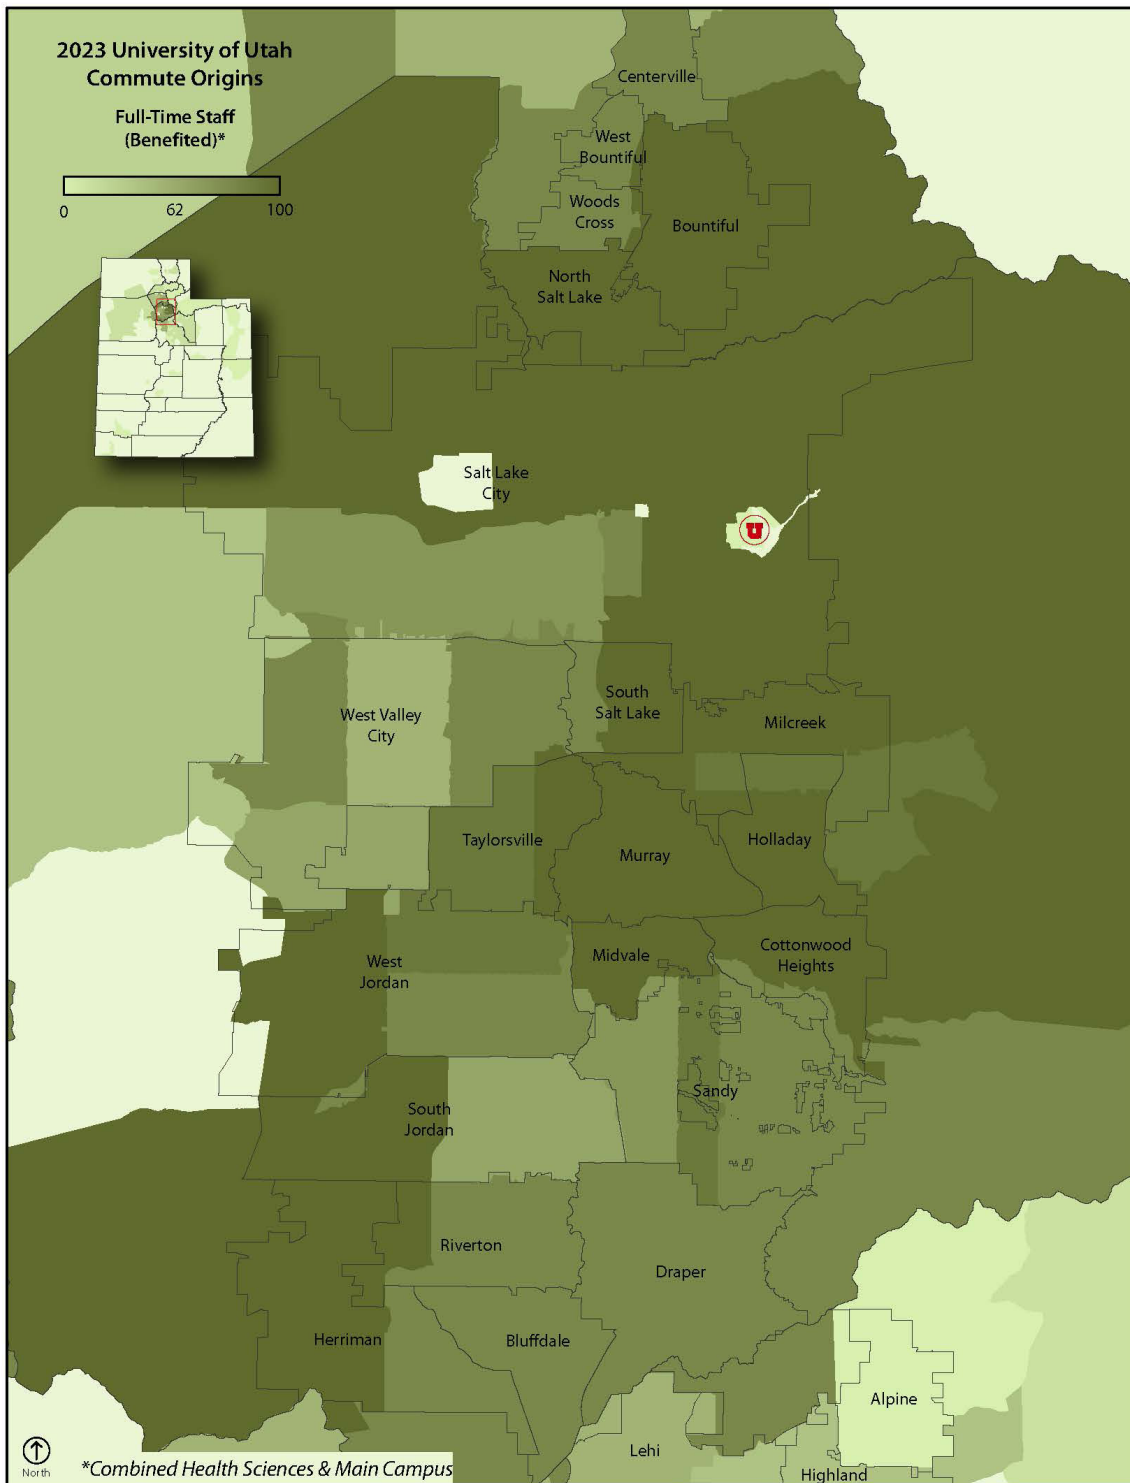 2023 University of Utah
Commute Origins
Full-Time Staff
(Benefited)*
0 62 100
Centerville
West
Bountiful
Woods
Cross
Bountiful
North
Salt Lake
Salt Lake
City
U
South
Salt Lake
West Valley
City
Milcreek
Taylorsville
Holladay
Murray
Cottonwood
Heights
Midvale
West
Jordan
Sandy
South
Jordan
Riverton
Draper
Herriman
Bluffdale
Alpine
Lehi
Highland
North
*Combined Health Sciences & Main Campus